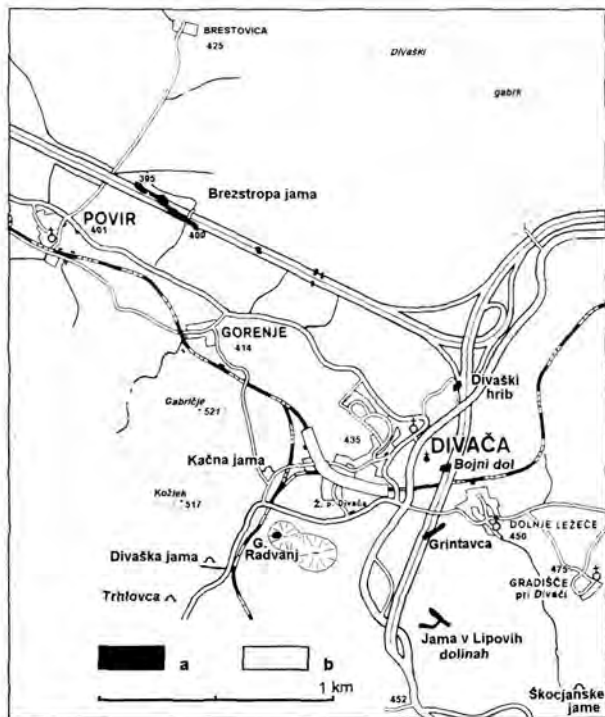 BRESTOVICA
425
Divaški
gabrk
395
Brezstropa jama
POVIR
401
400
GORENJE
414
Divaški
hrib
Gabričje
521
435
DIVAČA
Kačna jama
Bojni dol
Kožlek
517
Ž. p. Divača
DOLNJE LEŽEČE
450
G.
Radvanj
Grintavca
Divaška jama
475
GRADIŠČE
pri Divači
Trhlovca
Jama v Lipovih
dolinah
a
b
1 km
452
Škocjanske
jame